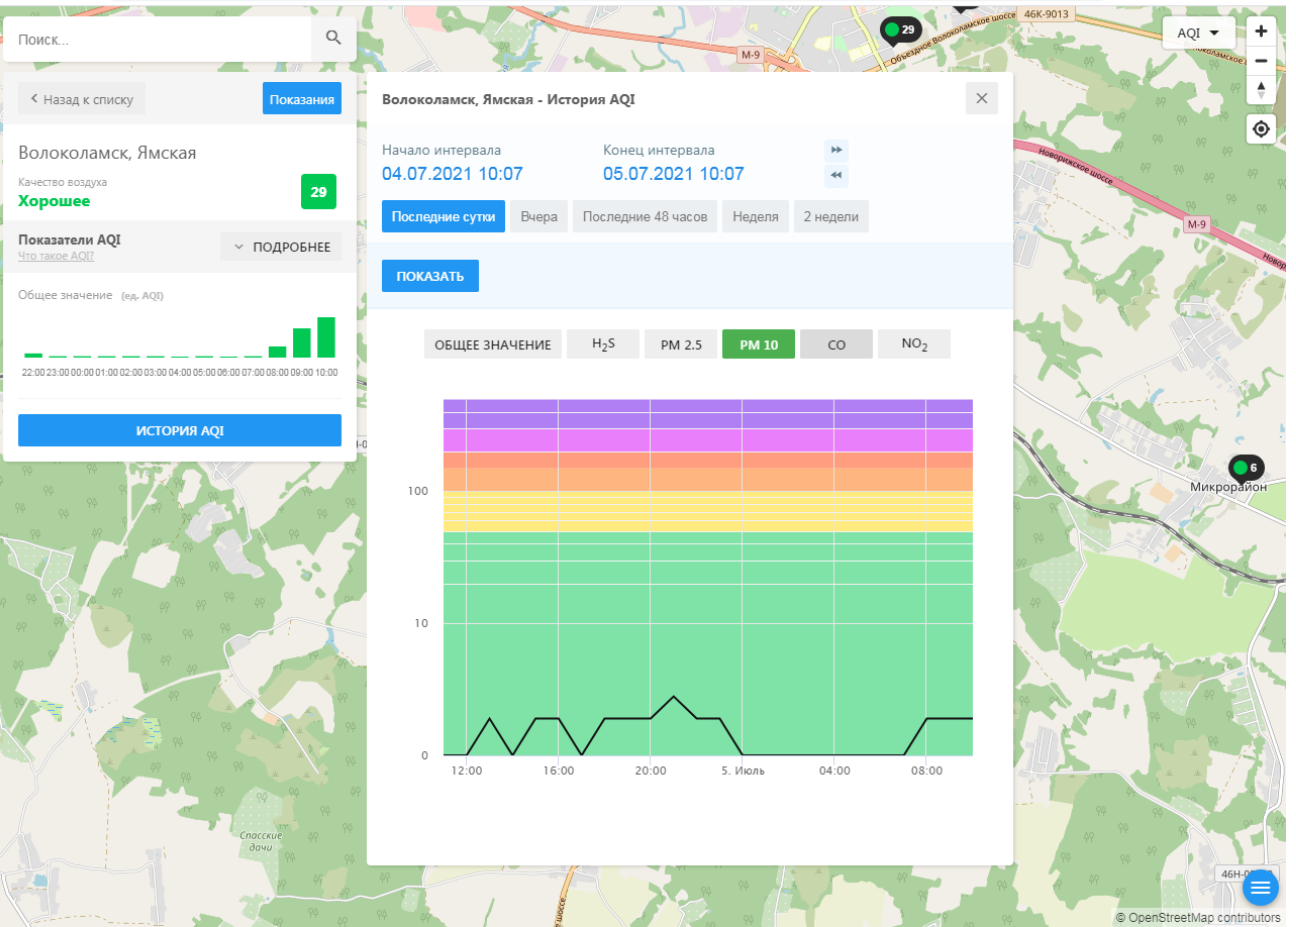 Поиск...
Назад к списку
Показания
Волоколамск, Ямская
Качество воздуха
Хорошее
29
Показатели AQI
Что такое AQI?
ПОДРОБНЕЕ
Общее значение (ед. AQI)
22:00 23:00 00:00 01:00 02:00 03:00 04:00 05:00 06:00 07:00 08:00 09:00 10:00
ИСТОРИЯ AQI
Волоколамск, Ямская - История AQI
Начало интервала
04.07.2021 10:07
Конец интервала
05.07.2021 10:07
Последние сутки
Вчера
Последние 48 часов
Неделя
2 недели
ПОКАЗАТЬ
ОБЩЕЕ ЗНАЧЕНИЕ
H₂S
PM 2.5
PM 10
CO
NO₂
100
10
0
12:00
16:00
20:00
5. Июль
04:00
08:00
29
46К-9013
М-9
Объездное Волоколамское шоссе
AQI
Новорижское шоссе
М-9
6
Микрорайон
Спасские
дачи
© OpenStreetMap contributors